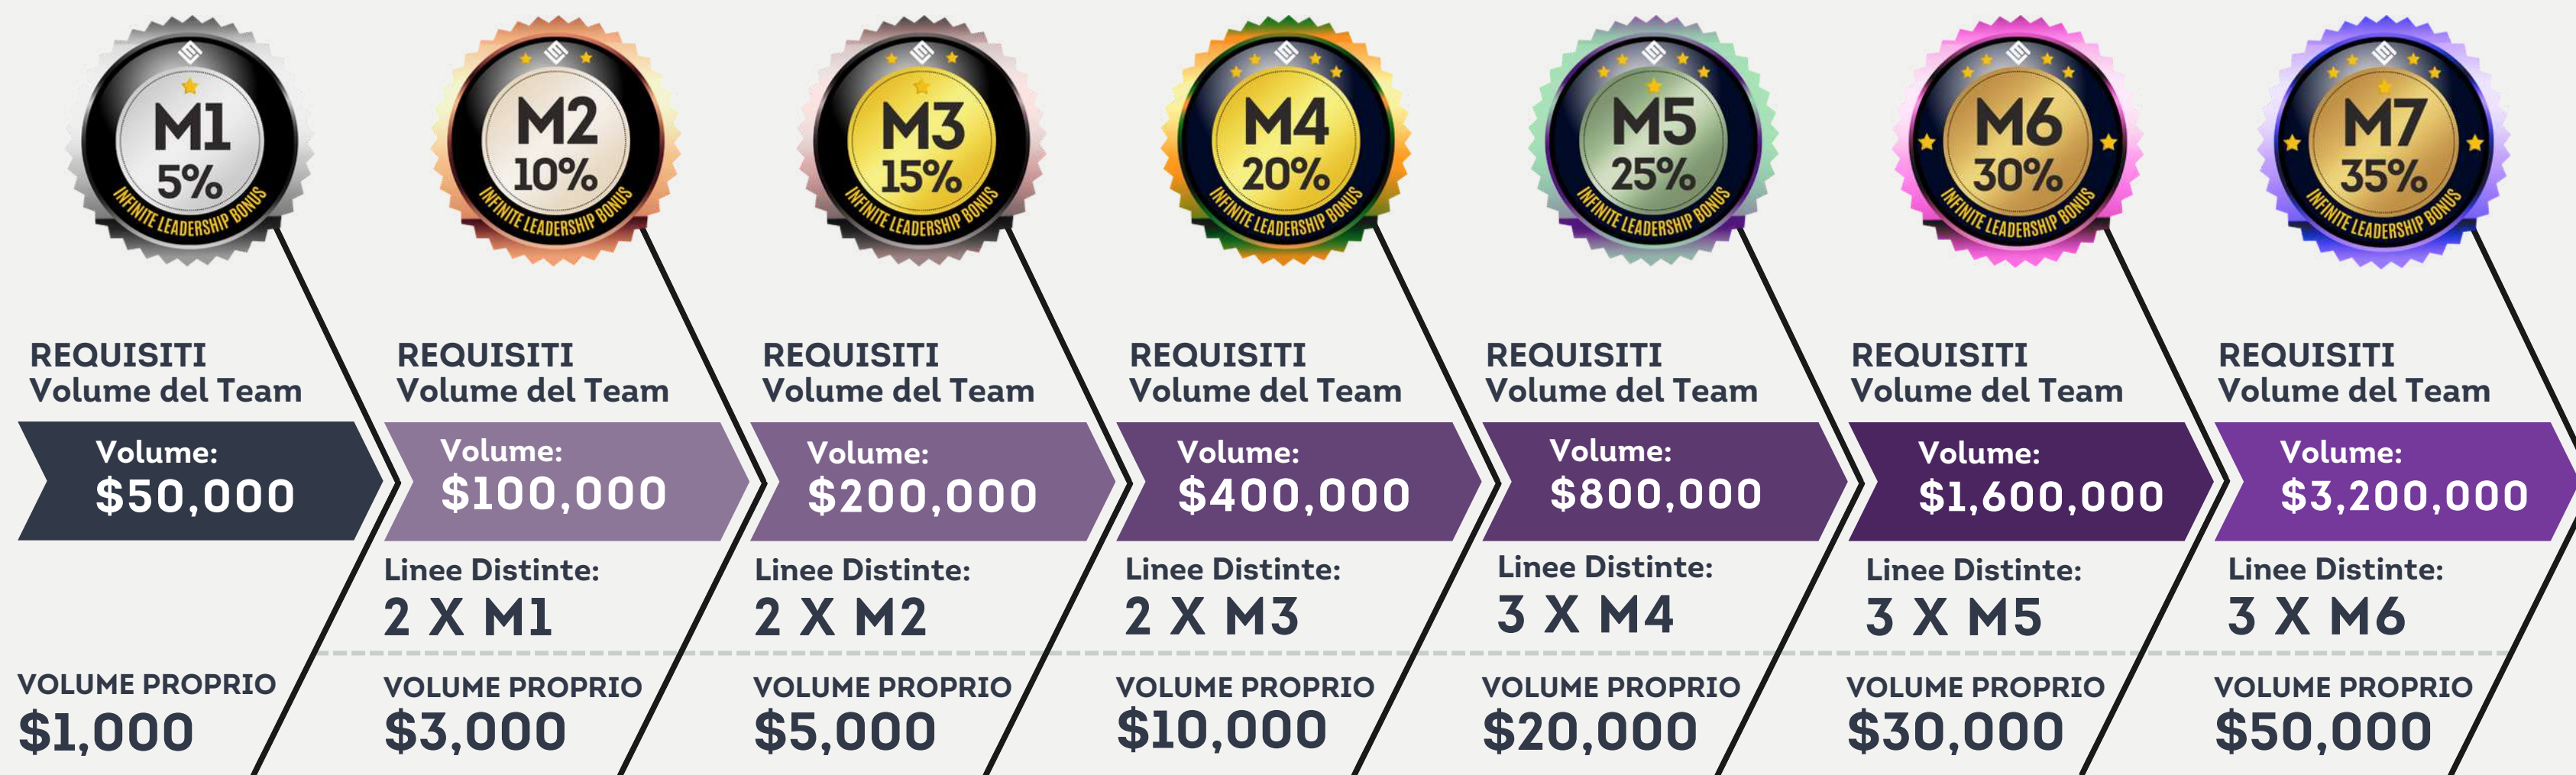 M1
5%
INFINITE LEADERSHIP BONUS
REQUISITI
Volume del Team
Volume:
$50,000
VOLUME PROPRIO
$1,000
M2
10%
INFINITE LEADERSHIP BONUS
REQUISITI
Volume del Team
Volume:
$100,000
Linee Distinte:
2 X M1
VOLUME PROPRIO
$3,000
M3
15%
INFINITE LEADERSHIP BONUS
REQUISITI
Volume del Team
Volume:
$200,000
Linee Distinte:
2 X M2
VOLUME PROPRIO
$5,000
M4
20%
INFINITE LEADERSHIP BONUS
REQUISITI
Volume del Team
Volume:
$400,000
Linee Distinte:
2 X M3
VOLUME PROPRIO
$10,000
M5
25%
INFINITE LEADERSHIP BONUS
REQUISITI
Volume del Team
Volume:
$800,000
Linee Distinte:
3 X M4
VOLUME PROPRIO
$20,000
M6
30%
INFINITE LEADERSHIP BONUS
REQUISITI
Volume del Team
Volume:
$1,600,000
Linee Distinte:
3 X M5
VOLUME PROPRIO
$30,000
M7
35%
INFINITE LEADERSHIP BONUS
REQUISITI
Volume del Team
Volume:
$3,200,000
Linee Distinte:
3 X M6
VOLUME PROPRIO
$50,000